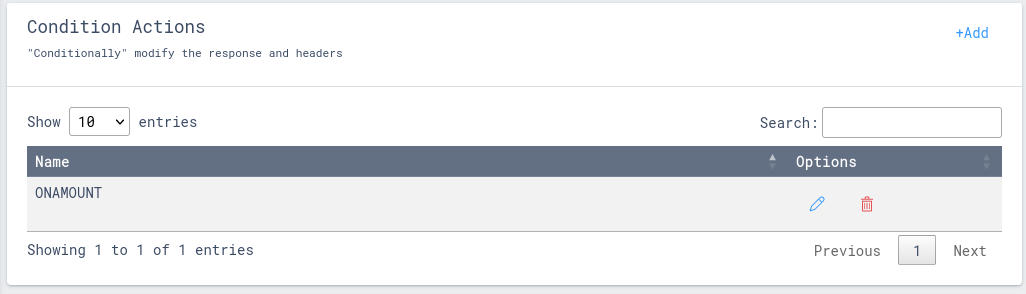 Condition Actions
+Add
"Conditionally" modify the response and headers
Show 10 entries
Search:
Name Options
ONAMOUNT
Showing 1 to 1 of 1 entries
Previous 1 Next